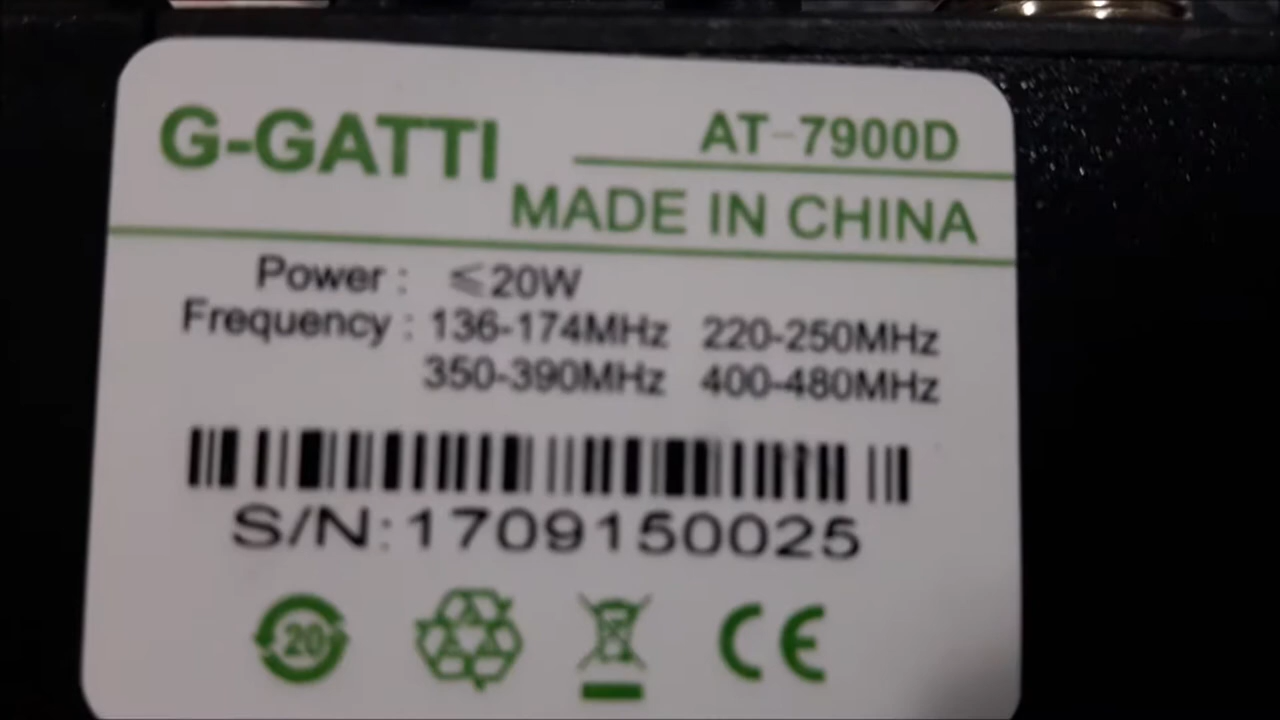 G-GATTI AT-7900D
MADE IN CHINA
Power : ≤20W
Frequency : 136-174MHz 220-250MHz
350-390MHz 400-480MHz
S/N:1709150025
20
CE